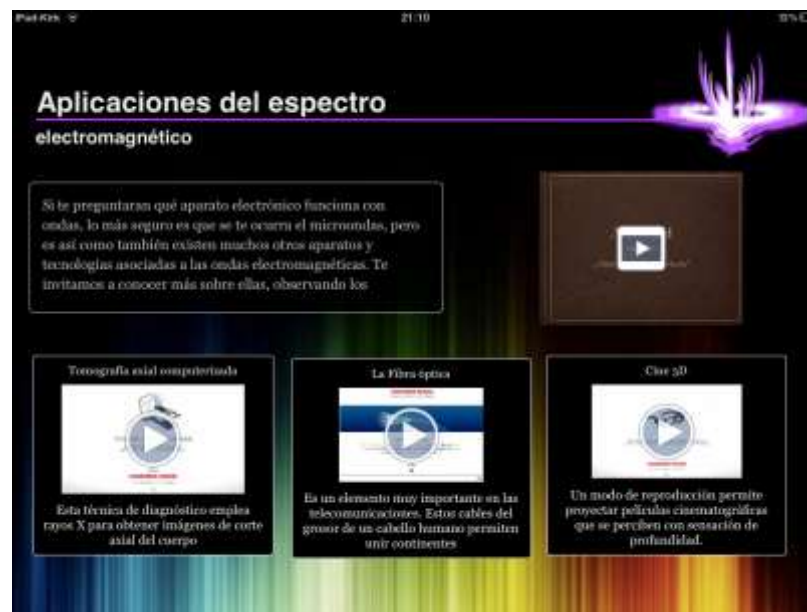 iPad-Kirk
21:10
Aplicaciones del espectro
electromagnético
Si te preguntaran qué aparato electrónico funciona con
ondas, lo más seguro es que se te ocurra el microondas, pero
es así como también existen muchos otros aparatos y
tecnologías asociadas a las ondas electromagnéticas. Te
invitamos a conocer más sobre ellas, observando los
Tomografía axial computerizada
Esta técnica de diagnóstico emplea
rayos X para obtener imágenes de corte
axial del cuerpo
La Fibra óptica
Es un elemento muy importante en las
telecomunicaciones. Estos cables del
grosor de un cabello humano permiten
unir continentes
Cine 3D
Un modo de reproducción permite
proyectar películas cinematográficas
que se perciben con sensación de
profundidad.